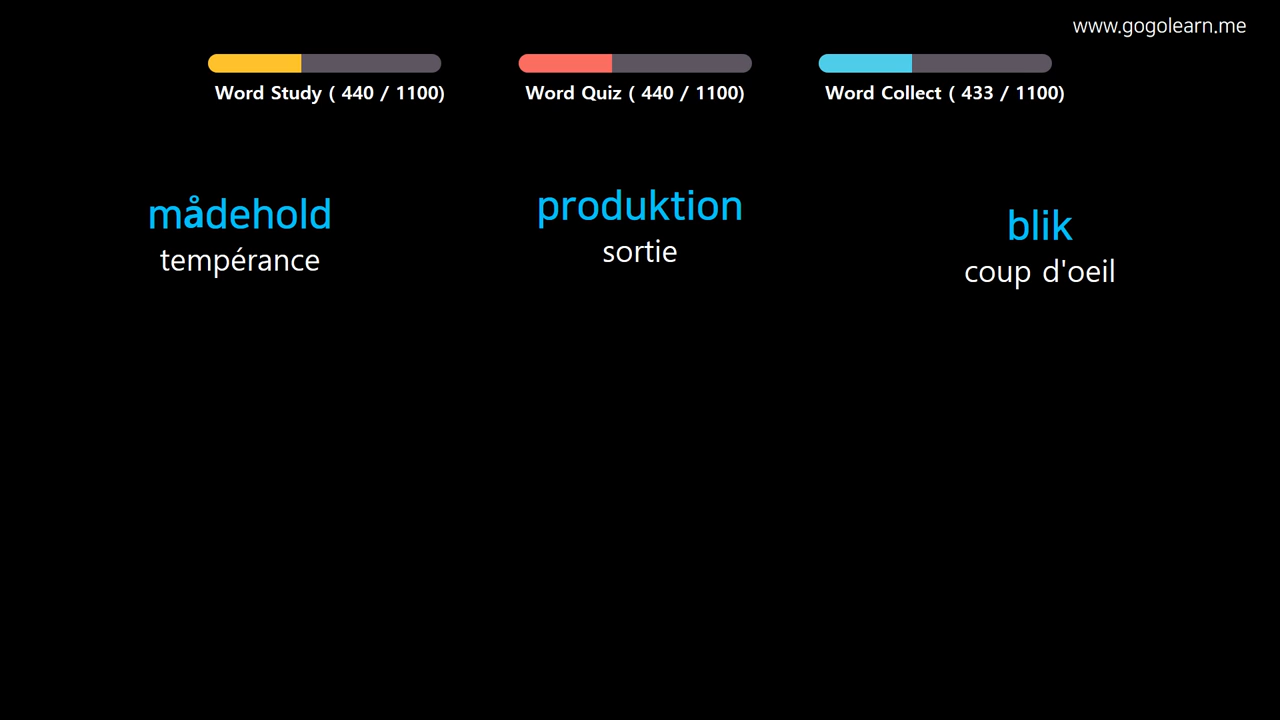 www.gogolearn.me
Word Study ( 440 / 1100)
Word Quiz ( 440 / 1100)
Word Collect ( 433 / 1100)
mådehold
tempérance
produktion
sortie
blik
coup d'oeil